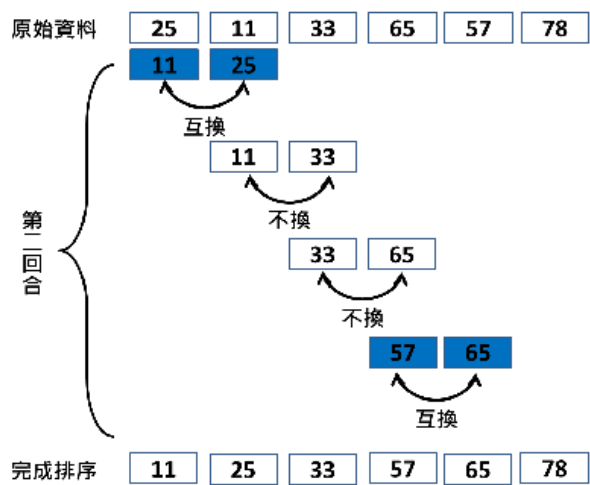 原始資料 25 11 33 65 57 78
11 25
互換
11 33
不換
第二回合
33 65
不換
57 65
互換
完成排序 11 25 33 57 65 78